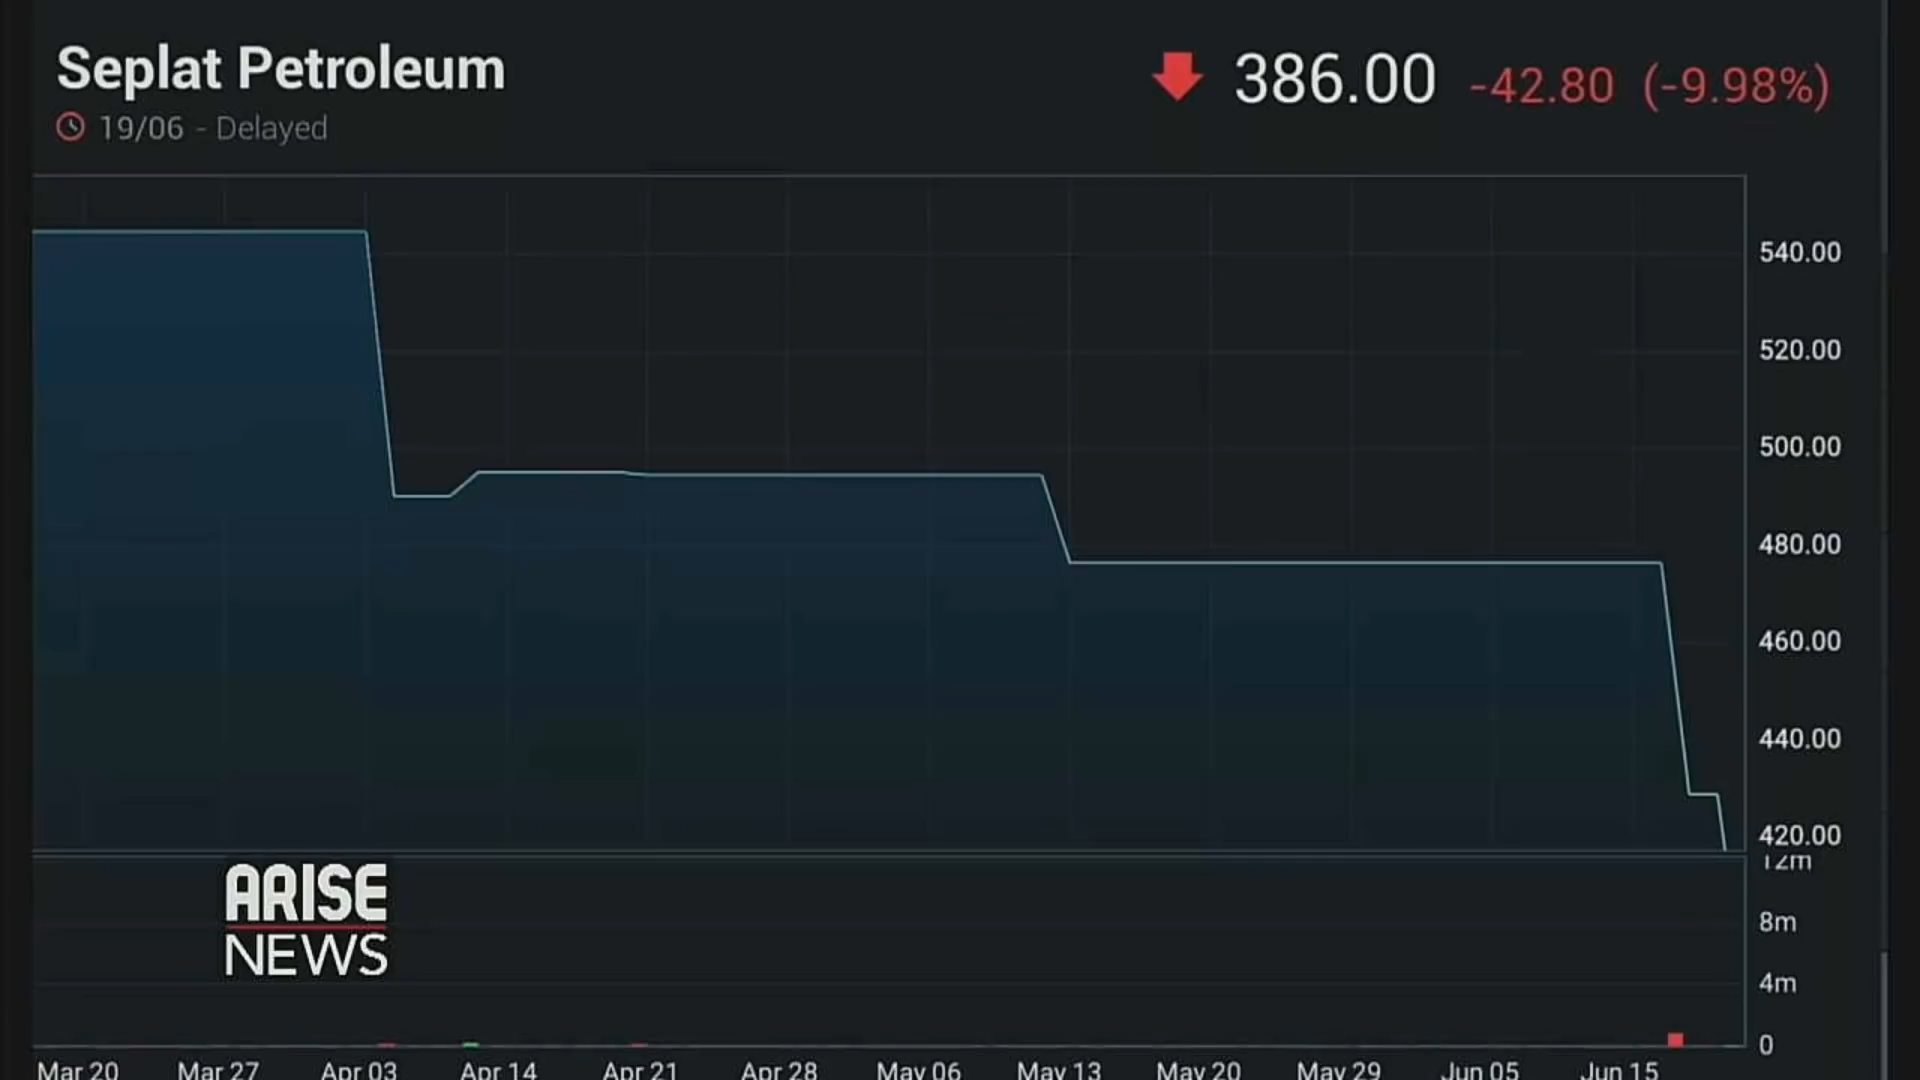 Seplat Petroleum
386.00 -42.80 (-9.98%)
19/06 - Delayed
540.00
520.00
500.00
480.00
460.00
440.00
420.00
12m
8m
4m
0
ARISE
NEWS
Mar 20 Mar 27 Apr 03 Apr 14 Apr 21 Apr 28 May 06 May 13 May 20 May 29 Jun 05 Jun 15